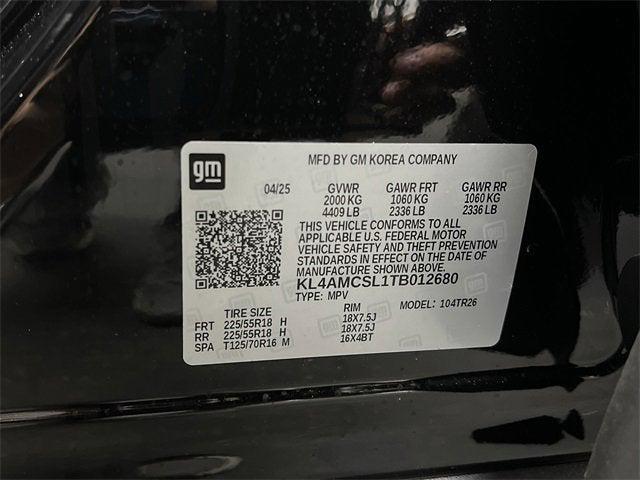 gm
MFD BY GM KOREA COMPANY
04/25 GVWR GAWR FRT GAWR RR
2000 KG 1060 KG 1060 KG
4409 LB 2336 LB 2336 LB
THIS VEHICLE CONFORMS TO ALL
APPLICABLE U.S. FEDERAL MOTOR
VEHICLE SAFETY AND THEFT PREVENTION
STANDARDS IN EFFECT ON THE DATE OF
MANUFACTURE SHOWN ABOVE.
KL4AMCSL1TB012680
TYPE: MPV MODEL: 104TR26
TIRE SIZE RIM
FRT 225/55R18 H 18X7.5J
RR 225/55R18 H 18X7.5J
SPA T125/70R16 M 16X4BT